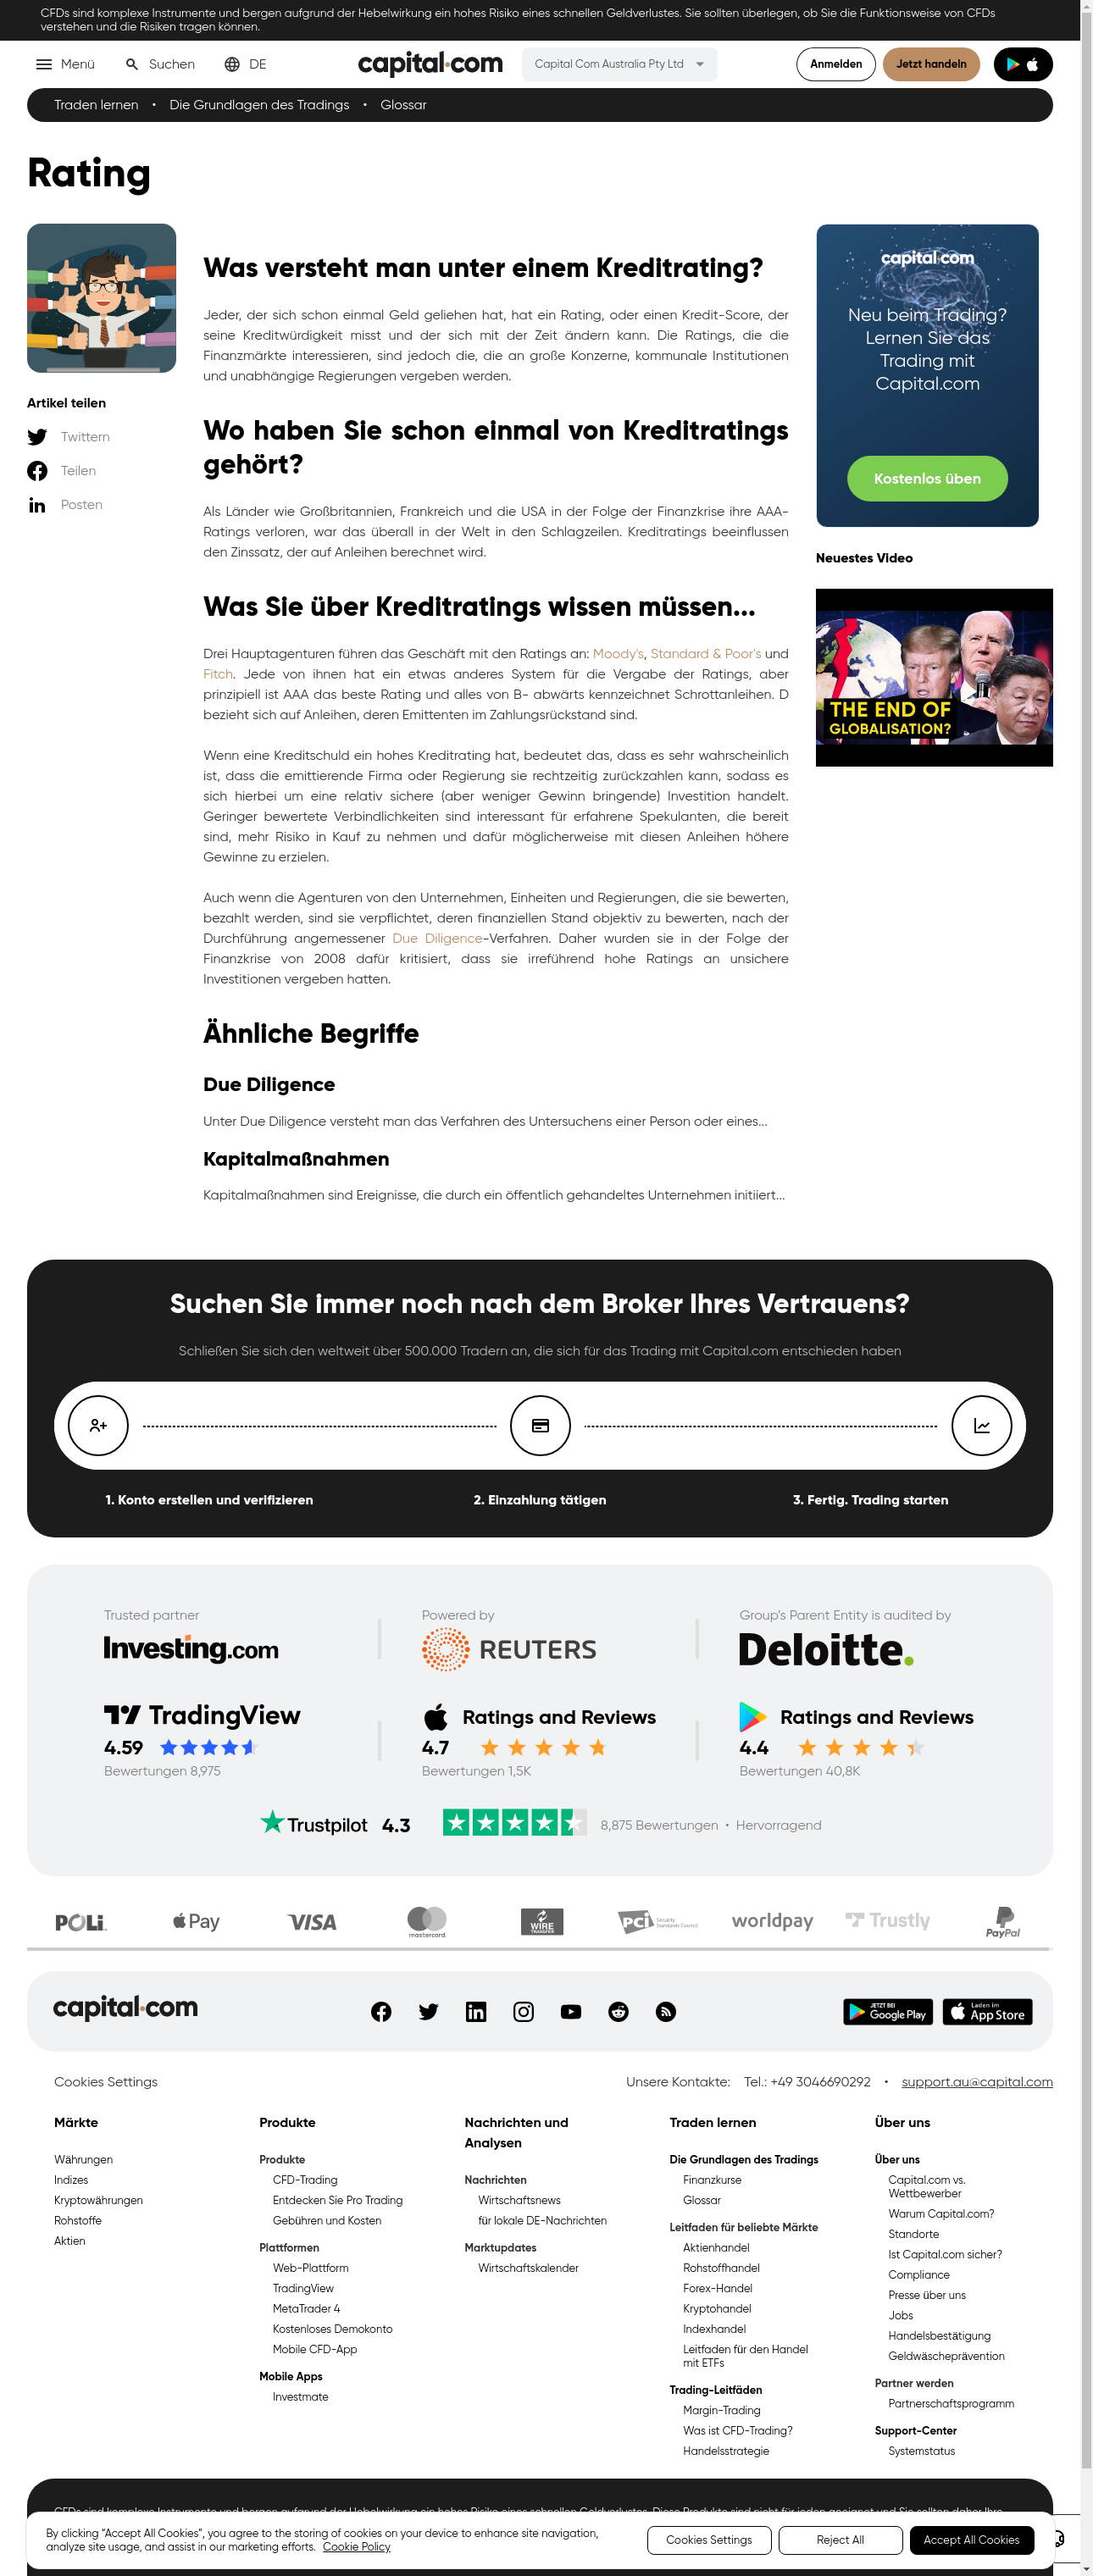 CFDs sind komplexe Instrumente und bergen aufgrund der Hebelwirkung ein hohes Risiko eines schnellen Geldverlustes. Sie sollten überlegen, ob Sie die Funktionsweise von CFDs
verstehen und die Risiken tragen können.
Menü
Suchen
DE
capital.com
Capital Com Australia Pty Ltd
Anmelden
Jetzt handeln
Traden lernen • Die Grundlagen des Tradings • Glossar
Rating
Artikel teilen
Twittern
Teilen
Posten
Was versteht man unter einem Kreditrating?
Jeder, der sich schon einmal Geld geliehen hat, hat ein Rating, oder einen Kredit-Score, der
seine Kreditwürdigkeit misst und der sich mit der Zeit ändern kann. Die Ratings, die die
Finanzmärkte interessieren, sind jedoch die, die an große Konzerne, kommunale Institutionen
und unabhängige Regierungen vergeben werden.
Wo haben Sie schon einmal von Kreditratings
gehört?
Als Länder wie Großbritannien, Frankreich und die USA in der Folge der Finanzkrise ihre AAA-
Ratings verloren, war das überall in der Welt in den Schlagzeilen. Kreditratings beeinflussen
den Zinssatz, der auf Anleihen berechnet wird.
Was Sie über Kreditratings wissen müssen...
Drei Hauptagenturen führen das Geschäft mit den Ratings an: Moody's, Standard & Poor's und
Fitch. Jede von ihnen hat ein etwas anderes System für die Vergabe der Ratings, aber
prinzipiell ist AAA das beste Rating und alles von B- abwärts kennzeichnet Schrottanleihen. D
bezieht sich auf Anleihen, deren Emittenten im Zahlungsrückstand sind.
Wenn eine Kreditschuld ein hohes Kreditrating hat, bedeutet das, dass es sehr wahrscheinlich
ist, dass die emittierende Firma oder Regierung sie rechtzeitig zurückzahlen kann, sodass es
sich hierbei um eine relativ sichere (aber weniger Gewinn bringende) Investition handelt.
Geringer bewertete Verbindlichkeiten sind interessant für erfahrene Spekulanten, die bereit
sind, mehr Risiko in Kauf zu nehmen und dafür möglicherweise mit diesen Anleihen höhere
Gewinne zu erzielen.
Auch wenn die Agenturen von den Unternehmen, Einheiten und Regierungen, die sie bewerten,
bezahlt werden, sind sie verpflichtet, deren finanziellen Stand objektiv zu bewerten, nach der
Durchführung angemessener Due Diligence-Verfahren. Daher wurden sie in der Folge der
Finanzkrise von 2008 dafür kritisiert, dass sie irreführend hohe Ratings an unsichere
Investitionen vergeben hatten.
Ähnliche Begriffe
Due Diligence
Unter Due Diligence versteht man das Verfahren des Untersuchens einer Person oder eines...
Kapitalmaßnahmen
Kapitalmaßnahmen sind Ereignisse, die durch ein öffentlich gehandeltes Unternehmen initiiert...
capital.com
Neu beim Trading?
Lernen Sie das
Trading mit
Capital.com
Kostenlos üben
Neuestes Video
THE END OF
GLOBALISATION?
Suchen Sie immer noch nach dem Broker Ihres Vertrauens?
Schließen Sie sich den weltweit über 500.000 Tradern an, die sich für das Trading mit Capital.com entschieden haben
1. Konto erstellen und verifizieren
2. Einzahlung tätigen
3. Fertig. Trading starten
Trusted partner
Investing.com
Powered by
REUTERS
Group's Parent Entity is audited by
Deloitte.
TradingView
4.59
Bewertungen 8,975
Ratings and Reviews
4.7
Bewertungen 1,5K
Ratings and Reviews
4.4
Bewertungen 40,8K
Trustpilot 4.3
8,875 Bewertungen • Hervorragend
POLi
Pay
VISA
mastercard
WIRE TRANSFER
PCI Security Standards Council
worldpay
Trustly
PayPal
capital.com
JETZT BEI Google Play
Laden im App Store
Cookies Settings
Unsere Kontakte: Tel.: +49 3046690292 • support.au@capital.com
Märkte
Währungen
Indizes
Kryptowährungen
Rohstoffe
Aktien
Produkte
Produkte
CFD-Trading
Entdecken Sie Pro Trading
Gebühren und Kosten
Plattformen
Web-Plattform
TradingView
MetaTrader 4
Kostenloses Demokonto
Mobile CFD-App
Mobile Apps
Investmate
Nachrichten und
Analysen
Nachrichten
Wirtschaftsnews
für lokale DE-Nachrichten
Marktupdates
Wirtschaftskalender
Traden lernen
Die Grundlagen des Tradings
Finanzkurse
Glossar
Leitfaden für beliebte Märkte
Aktienhandel
Rohstoffhandel
Forex-Handel
Kryptohandel
Indexhandel
Leitfaden für den Handel
mit ETFs
Trading-Leitfäden
Margin-Trading
Was ist CFD-Trading?
Handelsstrategie
Über uns
Über uns
Capital.com vs.
Wettbewerber
Warum Capital.com?
Standorte
Ist Capital.com sicher?
Compliance
Presse über uns
Jobs
Handelsbestätigung
Geldwäscheprävention
Partner werden
Partnerschaftsprogramm
Support-Center
Systemstatus
CFDs sind komplexe Instrumente und bergen aufgrund der Hebelwirkung ein hohes Risiko eines schnellen Geldverlustes. Diese Produkte sind nicht für jeden geeignet und Sie sollten daher Ihre
By clicking “Accept All Cookies”, you agree to the storing of cookies on your device to enhance site navigation,
analyze site usage, and assist in our marketing efforts. Cookie Policy
Cookies Settings
Reject All
Accept All Cookies